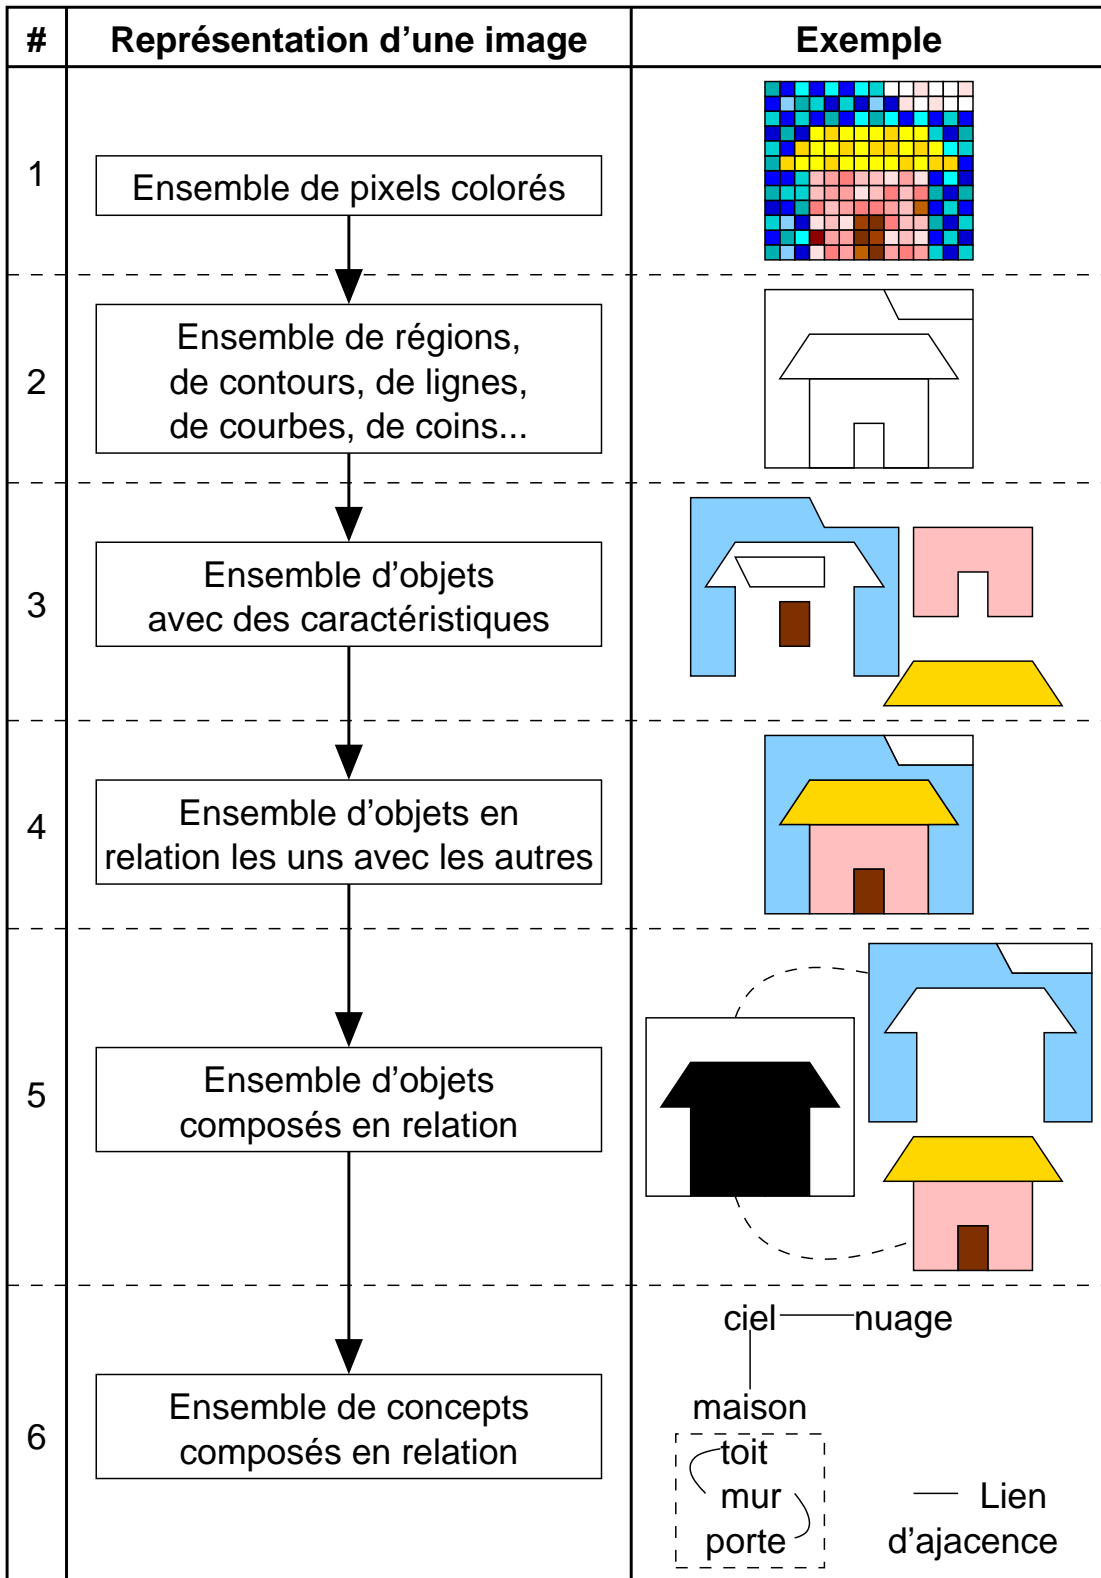 # Représentation d'une image Exemple
1
Ensemble de pixels colorés
2
Ensemble de régions,
de contours, de lignes,
de courbes, de coins...
3
Ensemble d'objets
avec des caractéristiques
4
Ensemble d'objets en
relation les uns avec les autres
5
Ensemble d'objets
composés en relation
6
Ensemble de concepts
composés en relation
ciel nuage
maison
toit
mur
porte
Lien
d'ajacence